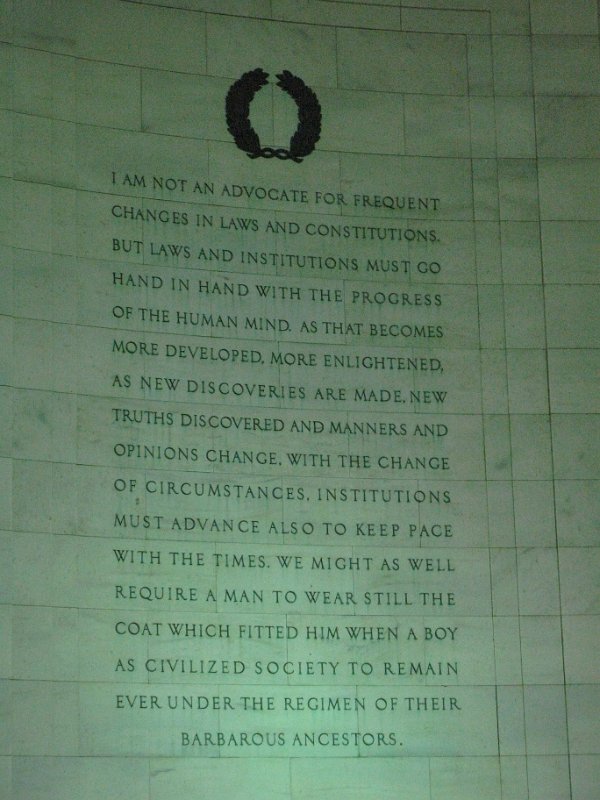 I AM NOT AN ADVOCATE FOR FREQUENT
CHANGES IN LAWS AND CONSTITUTIONS.
BUT LAWS AND INSTITUTIONS MUST GO
HAND IN HAND WITH THE PROGRESS
OF THE HUMAN MIND. AS THAT BECOMES
MORE DEVELOPED, MORE ENLIGHTENED,
AS NEW DISCOVERIES ARE MADE, NEW
TRUTHS DISCOVERED AND MANNERS AND
OPINIONS CHANGE, WITH THE CHANGE
OF CIRCUMSTANCES, INSTITUTIONS
MUST ADVANCE ALSO TO KEEP PACE
WITH THE TIMES. WE MIGHT AS WELL
REQUIRE A MAN TO WEAR STILL THE
COAT WHICH FITTED HIM WHEN A BOY
AS CIVILIZED SOCIETY TO REMAIN
EVER UNDER THE REGIMEN OF THEIR
BARBAROUS ANCESTORS.